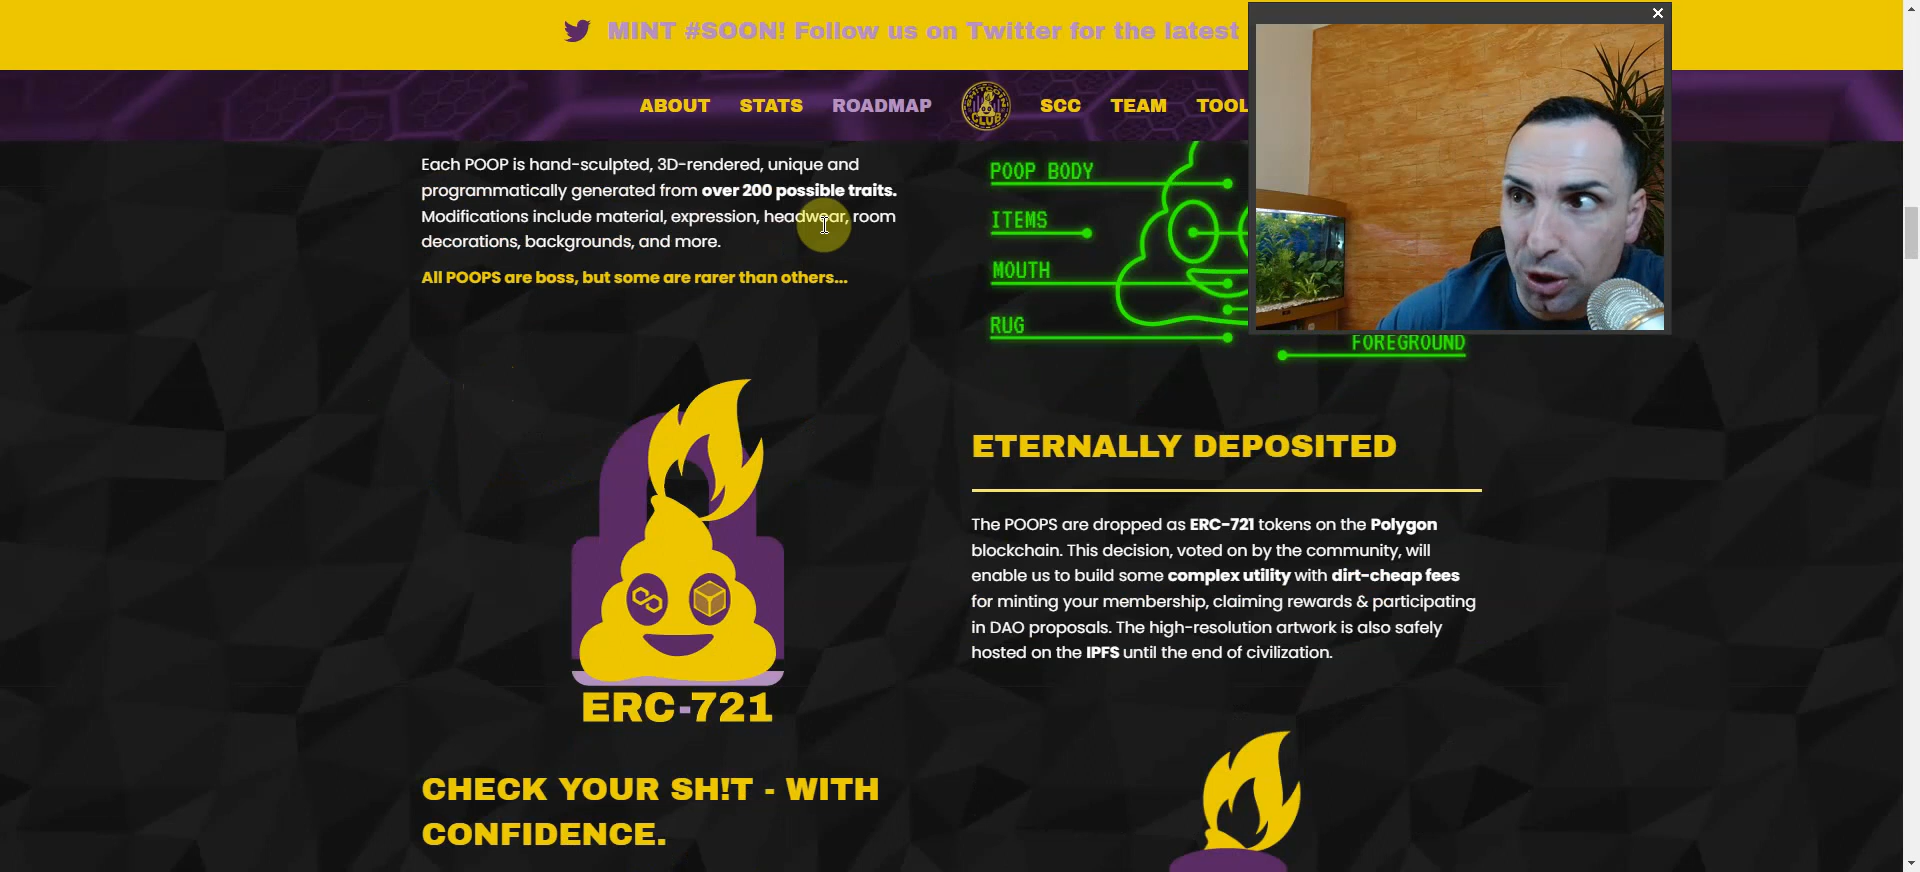 MINT #SOON! Follow us on Twitter for the latest
ABOUT STATS ROADMAP SCC TEAM TOOL
SHITCOIN CLUB
Each POOP is hand-sculpted, 3D-rendered, unique and
programmatically generated from over 200 possible traits.
Modifications include material, expression, headwear, room
decorations, backgrounds, and more.
All POOPS are boss, but some are rarer than others...
POOP BODY
ITEMS
MOUTH
RUG
FOREGROUND
ERC-721
ETERNALLY DEPOSITED
The POOPS are dropped as ERC-721 tokens on the Polygon
blockchain. This decision, voted on by the community, will
enable us to build some complex utility with dirt-cheap fees
for minting your membership, claiming rewards & participating
in DAO proposals. The high-resolution artwork is also safely
hosted on the IPFS until the end of civilization.
CHECK YOUR SH!T - WITH
CONFIDENCE.